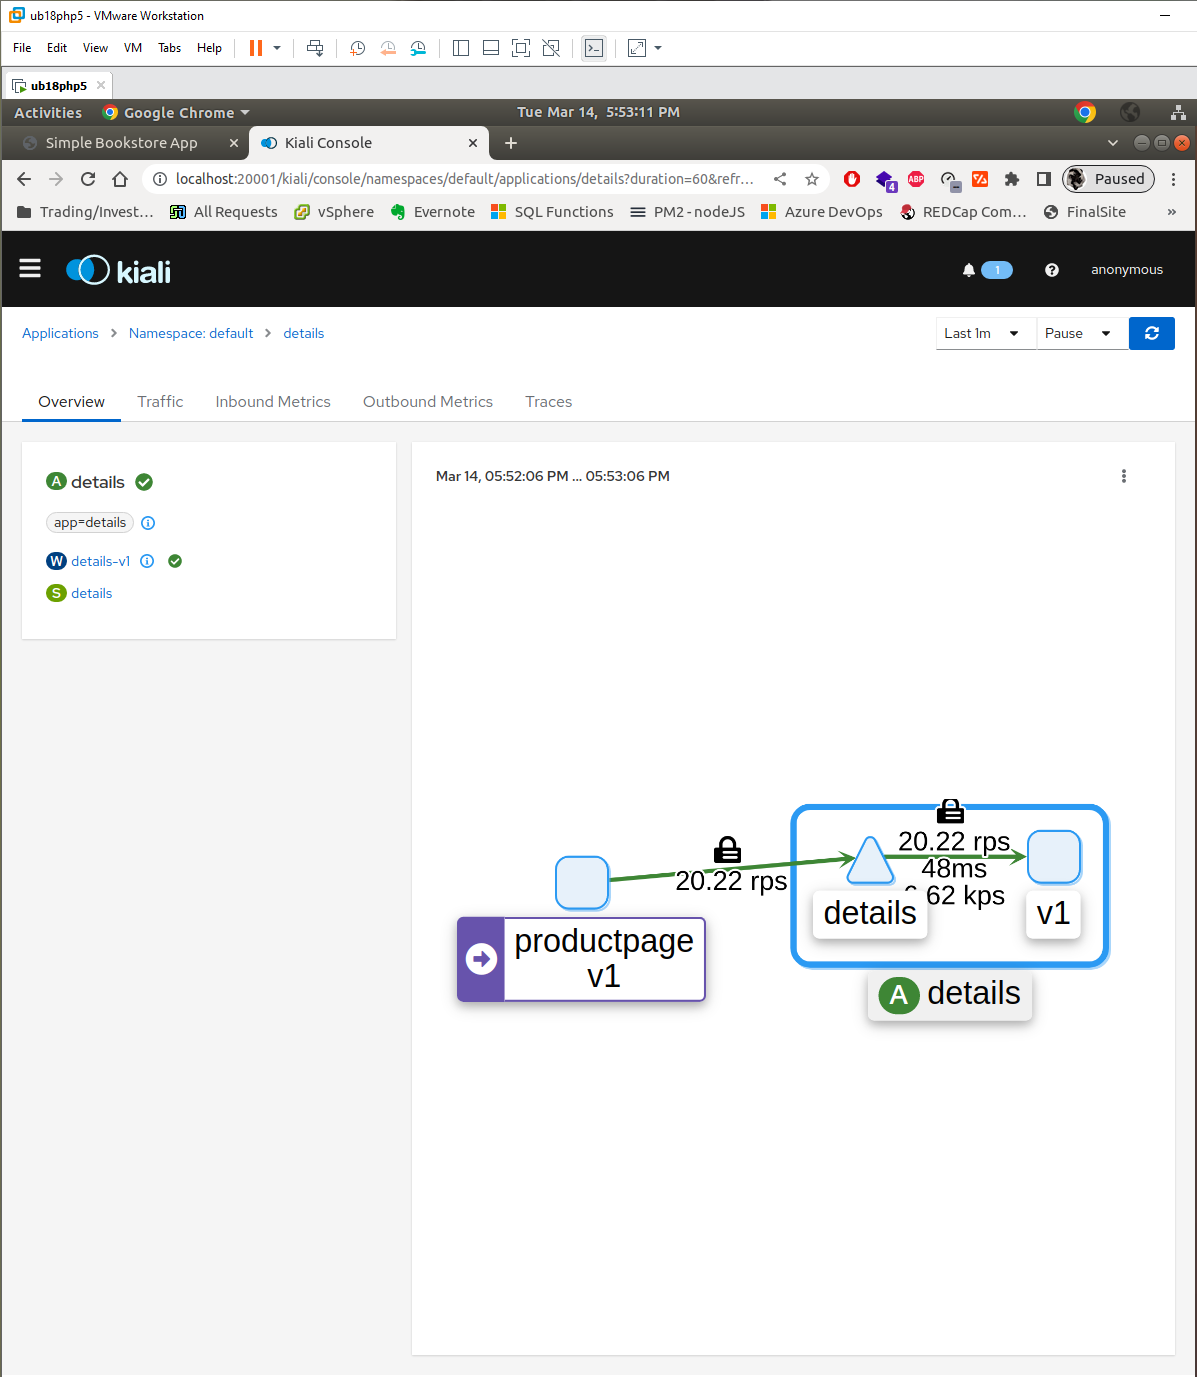 ub18php5 - VMware Workstation
File Edit View VM Tabs Help
ub18php5
Activities Google Chrome Tue Mar 14, 5:53:11 PM
Simple Bookstore App Kiali Console
localhost:20001/kiali/console/namespaces/default/applications/details?duration=60&refr... 4 ABP Paused
Trading/Invest... All Requests vSphere Evernote SQL Functions PM2 - nodeJS Azure DevOps REDCap Com... FinalSite »
kiali 1 anonymous
Applications > Namespace: default > details Last 1m Pause
Overview Traffic Inbound Metrics Outbound Metrics Traces
A details
app=details
W details-v1
S details
Mar 14, 05:52:06 PM ... 05:53:06 PM
20.22 rps
20.22 rps
48ms
6.62 kps
details
v1
productpage
v1
A details